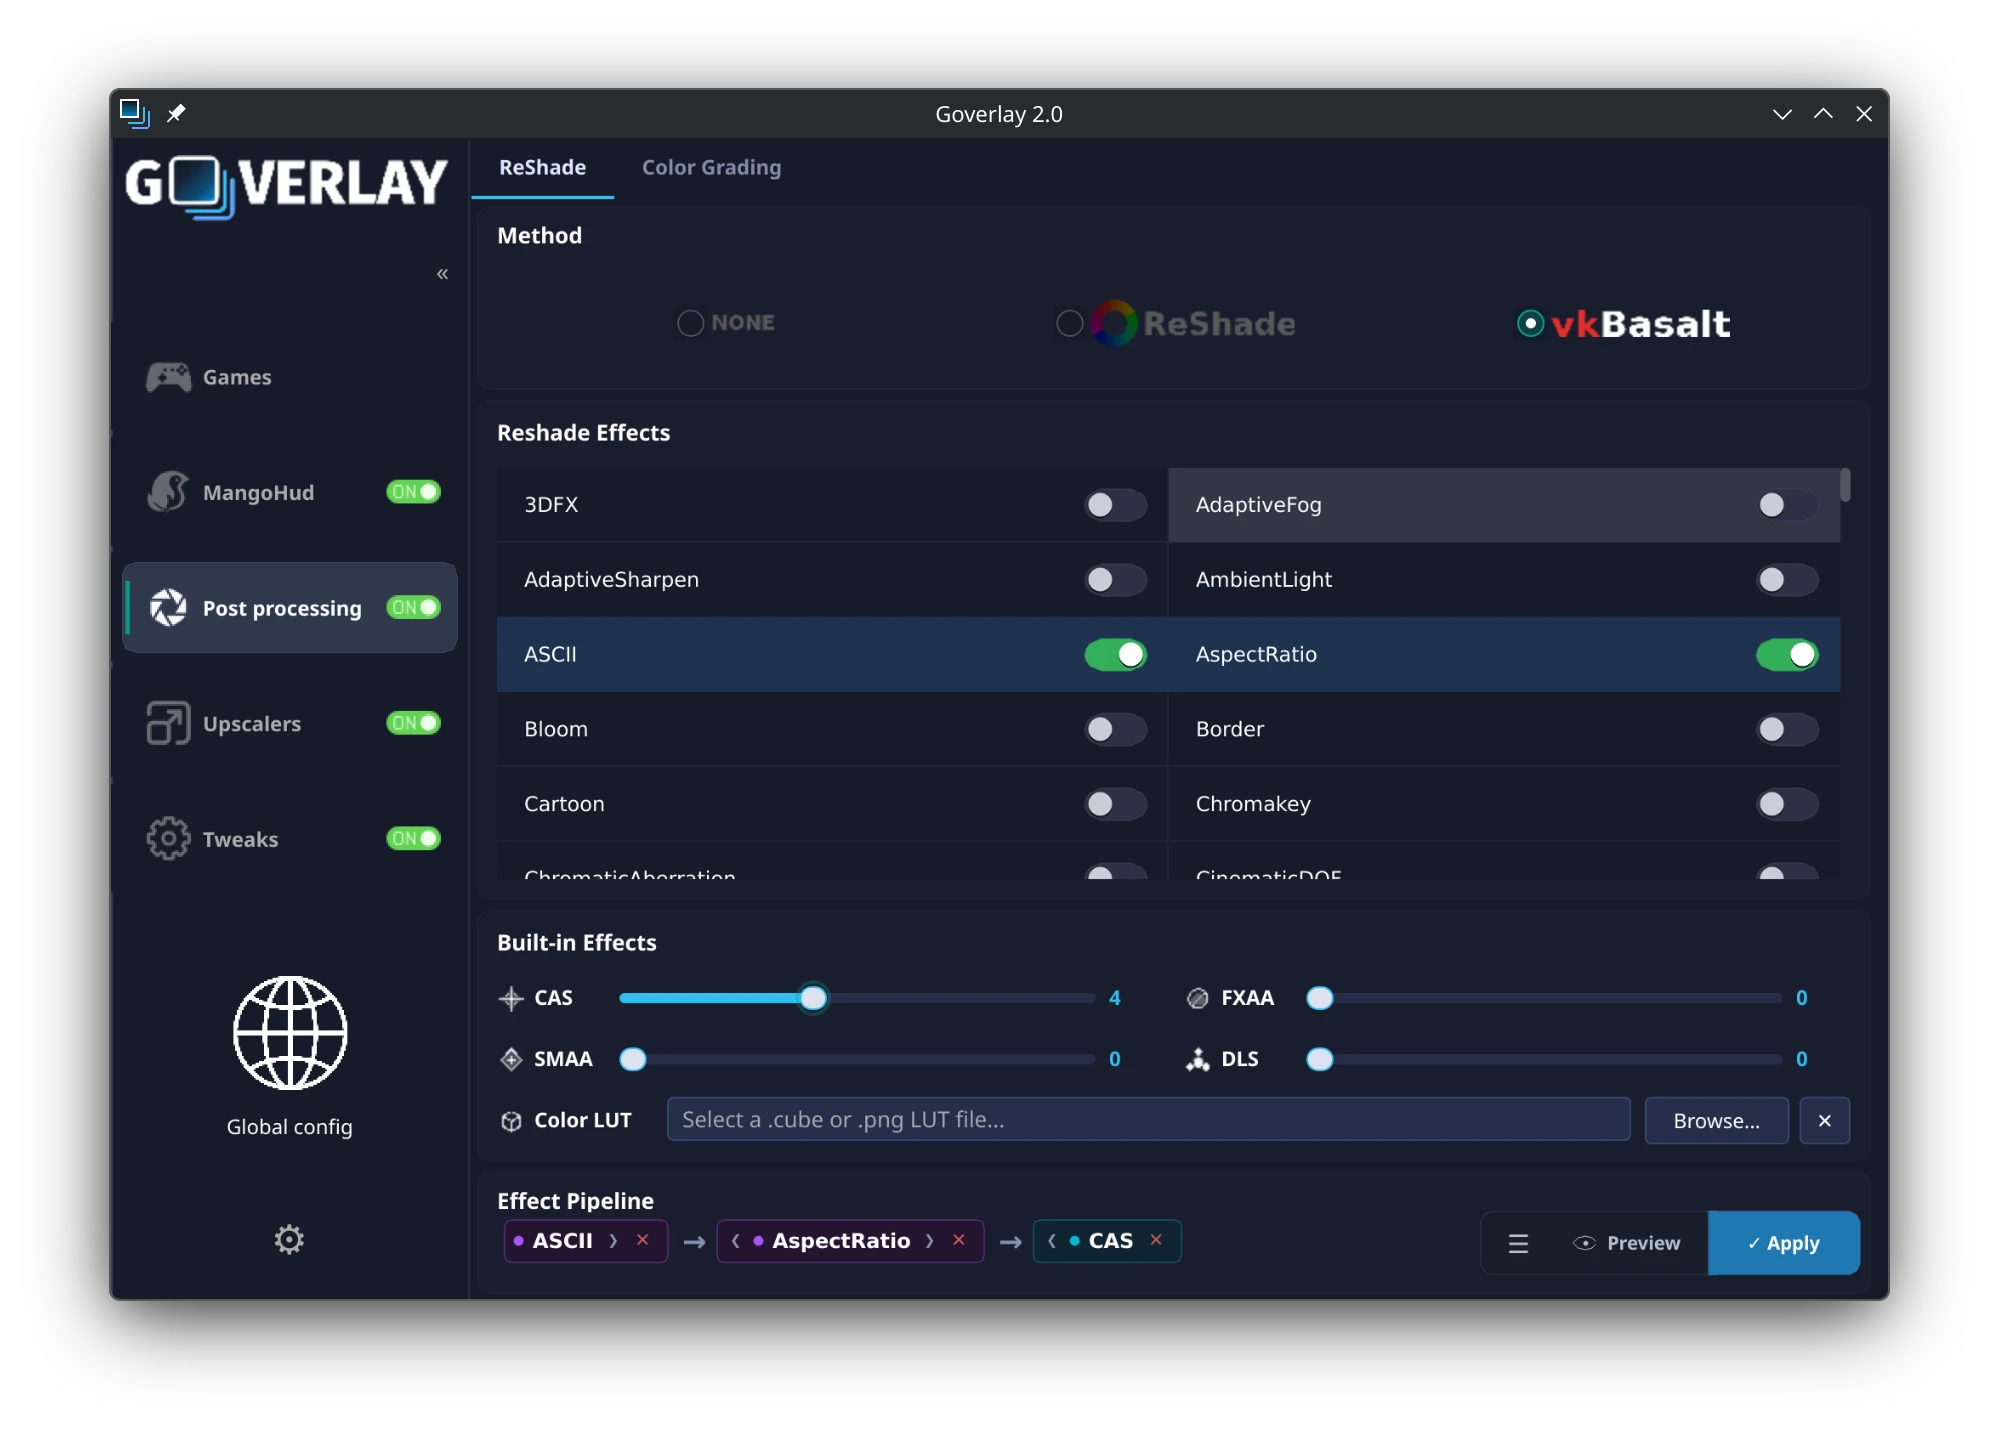 Goverlay 2.0
GOVERLAY
«
Games
MangoHud ON
Post processing ON
Upscalers ON
Tweaks ON
Global config
ReShade Color Grading
Method
NONE ReShade vkBasalt
Reshade Effects
3DFX AdaptiveFog
AdaptiveSharpen AmbientLight
ASCII AspectRatio
Bloom Border
Cartoon Chromakey
ChromaticAberration CinematicDOF
Built-in Effects
CAS 4 FXAA 0
SMAA 0 DLS 0
Color LUT Select a .cube or .png LUT file... Browse... ×
Effect Pipeline
ASCII › × → ‹ AspectRatio › × → ‹ CAS ×
☰ Preview ✓ Apply